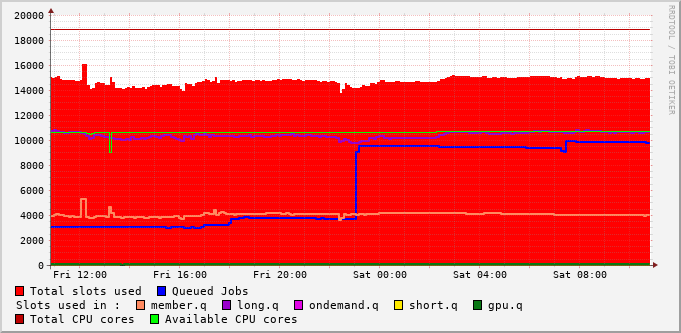 20000
18000
16000
14000
12000
10000
8000
6000
4000
2000
0
Fri 12:00 Fri 16:00 Fri 20:00 Sat 00:00 Sat 04:00 Sat 08:00
Total slots used Queued Jobs
Slots used in : member.q long.q ondemand.q short.q gpu.q
Total CPU cores Available CPU cores
RRDTOOL / TOBI OETIKER